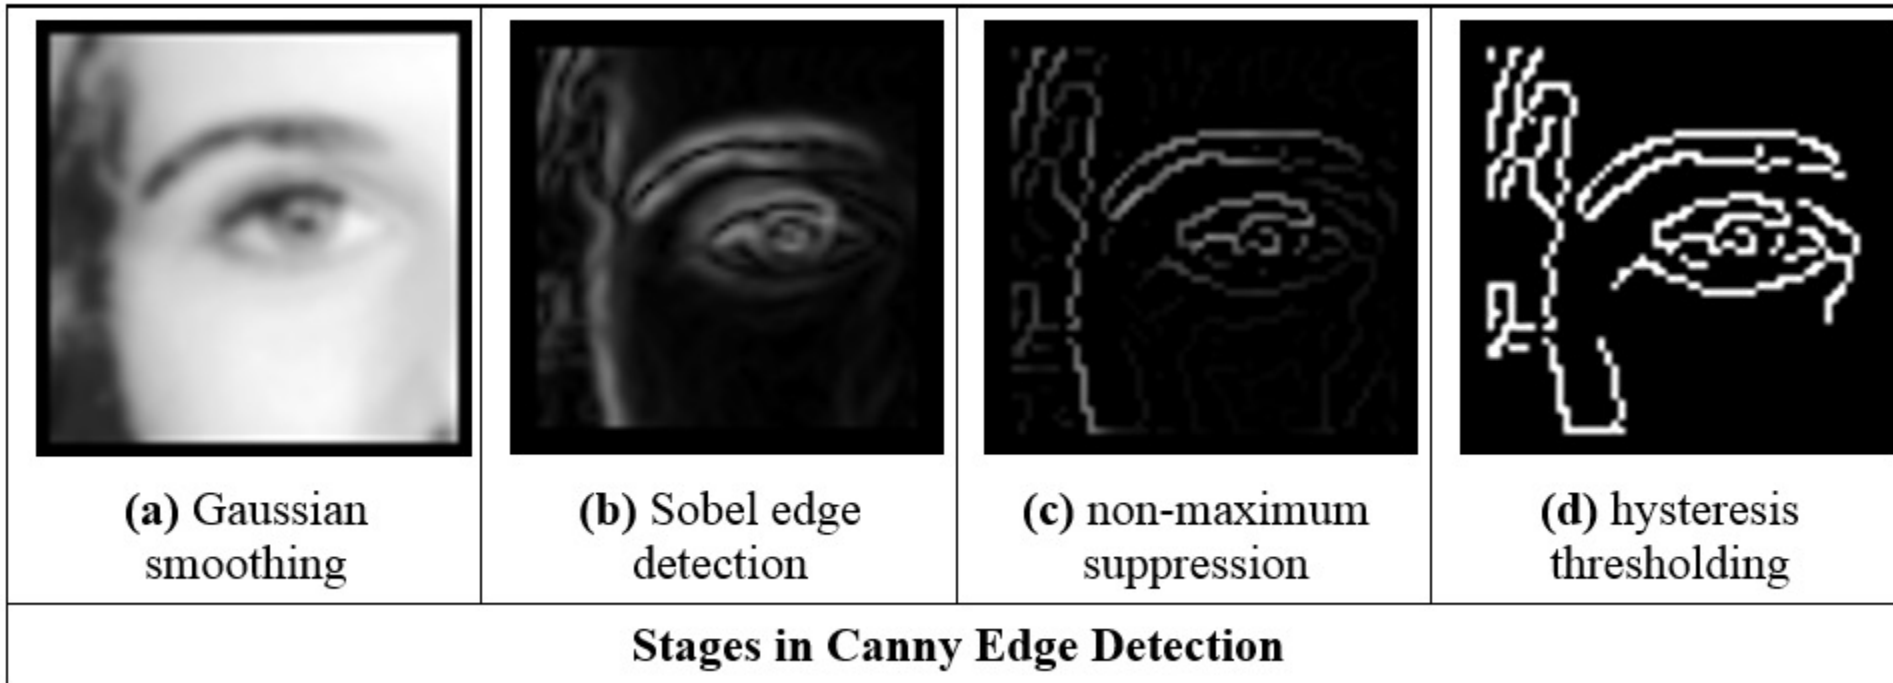 (a) Gaussian
smoothing
(b) Sobel edge
detection
(c) non-maximum
suppression
(d) hysteresis
thresholding
Stages in Canny Edge Detection